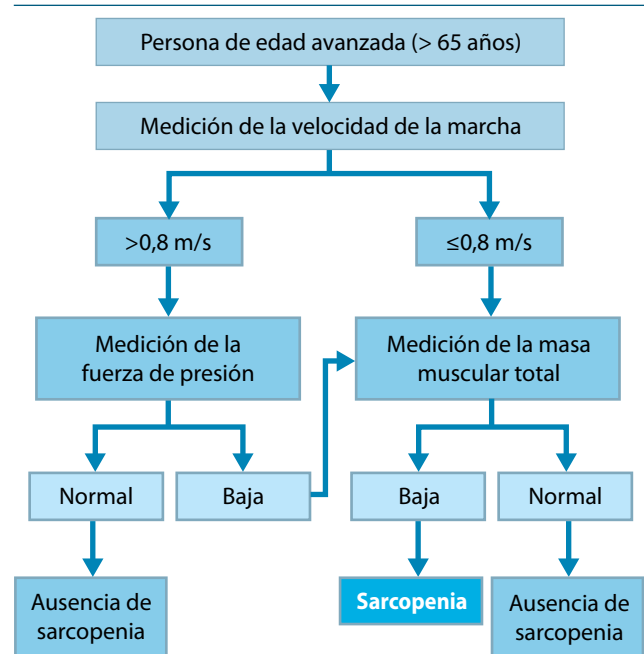 Persona de edad avanzada (> 65 años)
Medición de la velocidad de la marcha
>0,8 m/s
≤0,8 m/s
Medición de la
fuerza de presión
Medición de la masa
muscular total
Normal
Baja
Baja
Normal
Ausencia de
sarcopenia
Sarcopenia
Ausencia de
sarcopenia